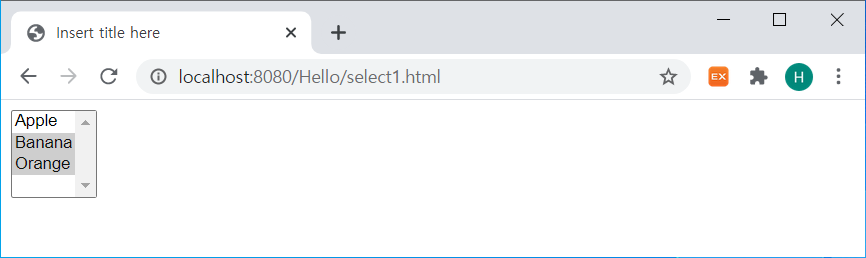 Insert title here
localhost:8080/Hello/select1.html
EX
H
Apple
Banana
Orange